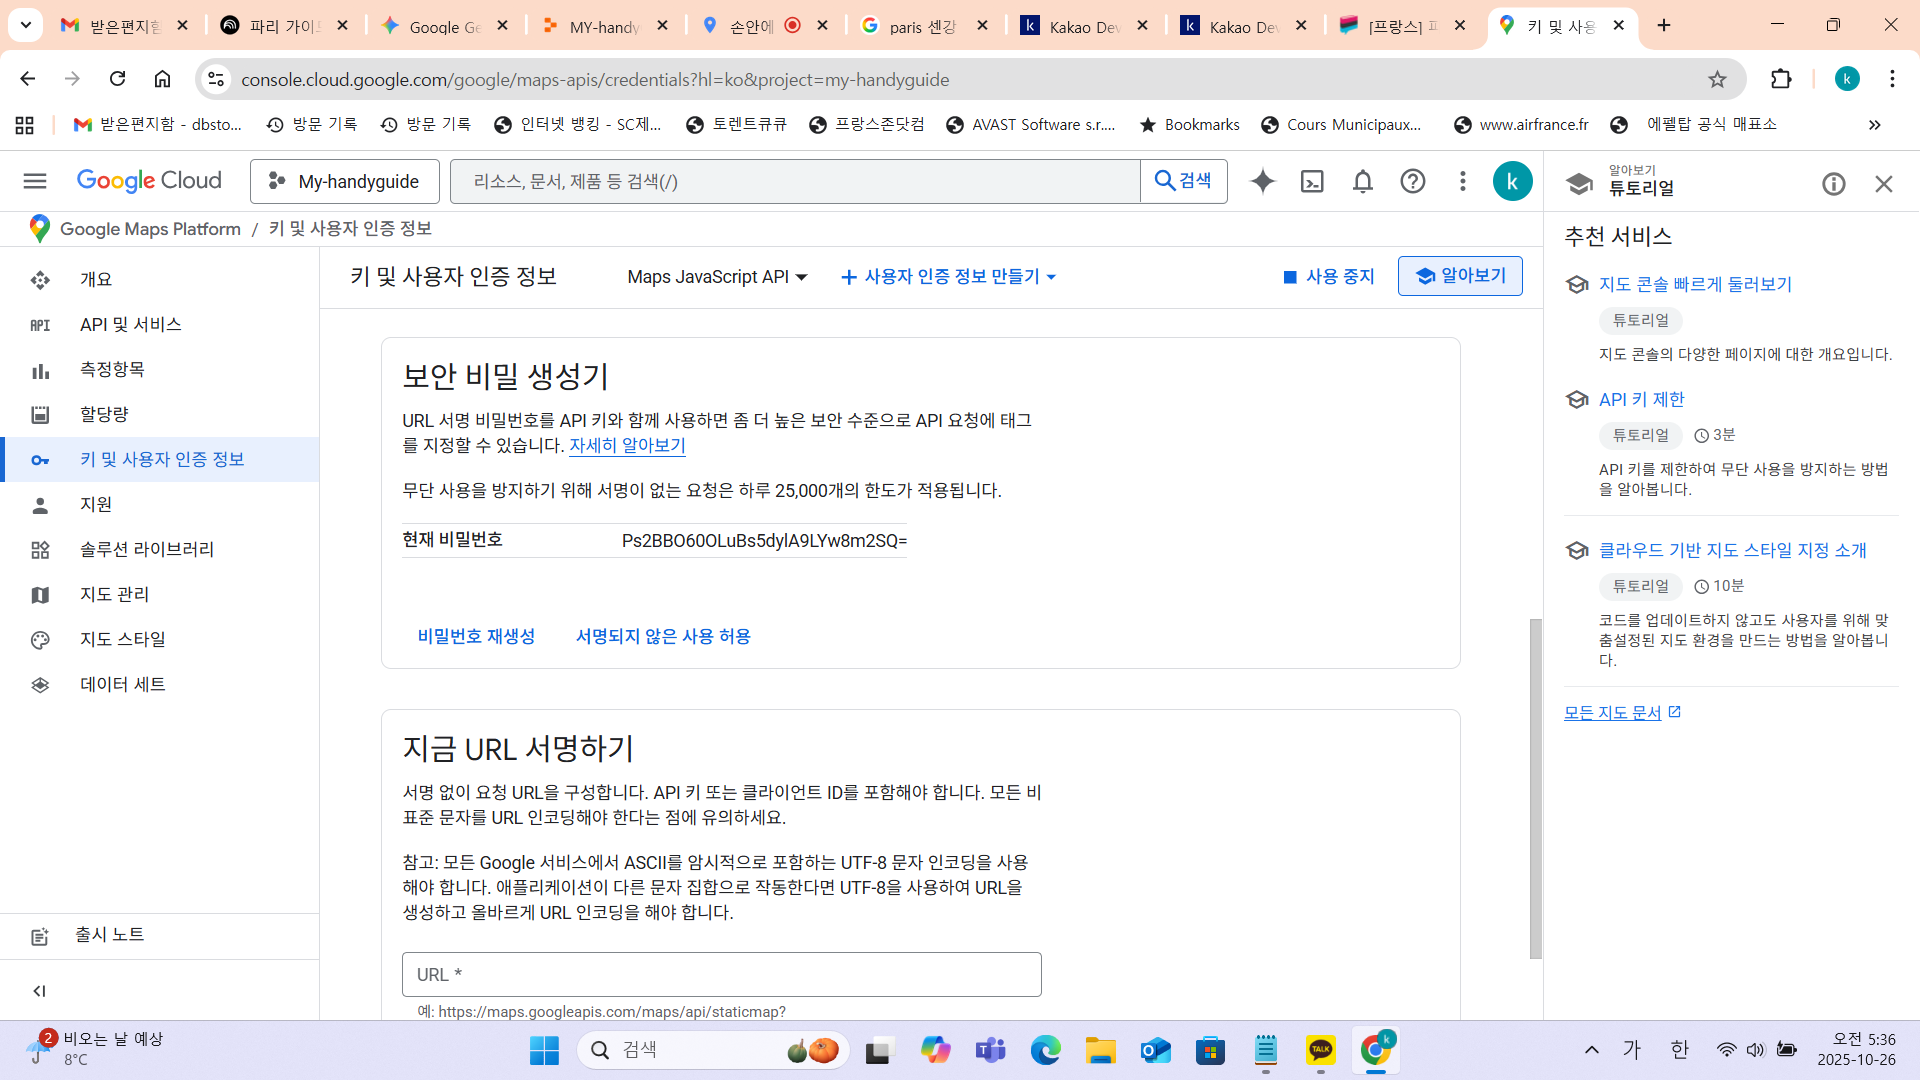 받은편지함
파리 가이드
Google Ge
MY-handy
손안에
paris 센강
Kakao Dev
Kakao Dev
[프랑스] 파
키 및 사용
console.cloud.google.com/google/maps-apis/credentials?hl=ko&project=my-handyguide
k
받은편지함 - dbsto...
방문 기록
방문 기록
인터넷 뱅킹 - SC제...
토렌트큐큐
프랑스존닷컴
AVAST Software s.r....
Bookmarks
Cours Municipaux...
www.airfrance.fr
에펠탑 공식 매표소
Google Cloud
My-handyguide
리소스, 문서, 제품 등 검색(/)
검색
k
알아보기
튜토리얼
Google Maps Platform / 키 및 사용자 인증 정보
개요
API 및 서비스
측정항목
할당량
키 및 사용자 인증 정보
지원
솔루션 라이브러리
지도 관리
지도 스타일
데이터 세트
출시 노트
키 및 사용자 인증 정보
Maps JavaScript API
사용자 인증 정보 만들기
사용 중지
알아보기
보안 비밀 생성기
URL 서명 비밀번호를 API 키와 함께 사용하면 좀 더 높은 보안 수준으로 API 요청에 태그
를 지정할 수 있습니다. 자세히 알아보기
무단 사용을 방지하기 위해 서명이 없는 요청은 하루 25,000개의 한도가 적용됩니다.
현재 비밀번호 Ps2BBO60OLuBs5dylA9LYw8m2SQ=
비밀번호 재생성
서명되지 않은 사용 허용
지금 URL 서명하기
서명 없이 요청 URL을 구성합니다. API 키 또는 클라이언트 ID를 포함해야 합니다. 모든 비
표준 문자를 URL 인코딩해야 한다는 점에 유의하세요.
참고: 모든 Google 서비스에서 ASCII를 암시적으로 포함하는 UTF-8 문자 인코딩을 사용
해야 합니다. 애플리케이션이 다른 문자 집합으로 작동한다면 UTF-8을 사용하여 URL을
생성하고 올바르게 URL 인코딩을 해야 합니다.
URL *
예: https://maps.googleapis.com/maps/api/staticmap?
추천 서비스
지도 콘솔 빠르게 둘러보기
튜토리얼
지도 콘솔의 다양한 페이지에 대한 개요입니다.
API 키 제한
튜토리얼
3분
API 키를 제한하여 무단 사용을 방지하는 방법
을 알아봅니다.
클라우드 기반 지도 스타일 지정 소개
튜토리얼
10분
코드를 업데이트하지 않고도 사용자를 위해 맞
춤설정된 지도 환경을 만드는 방법을 알아봅니
다.
모든 지도 문서
2
비오는 날 예상
8°C
검색
TALK
k
가
한
오전 5:36
2025-10-26